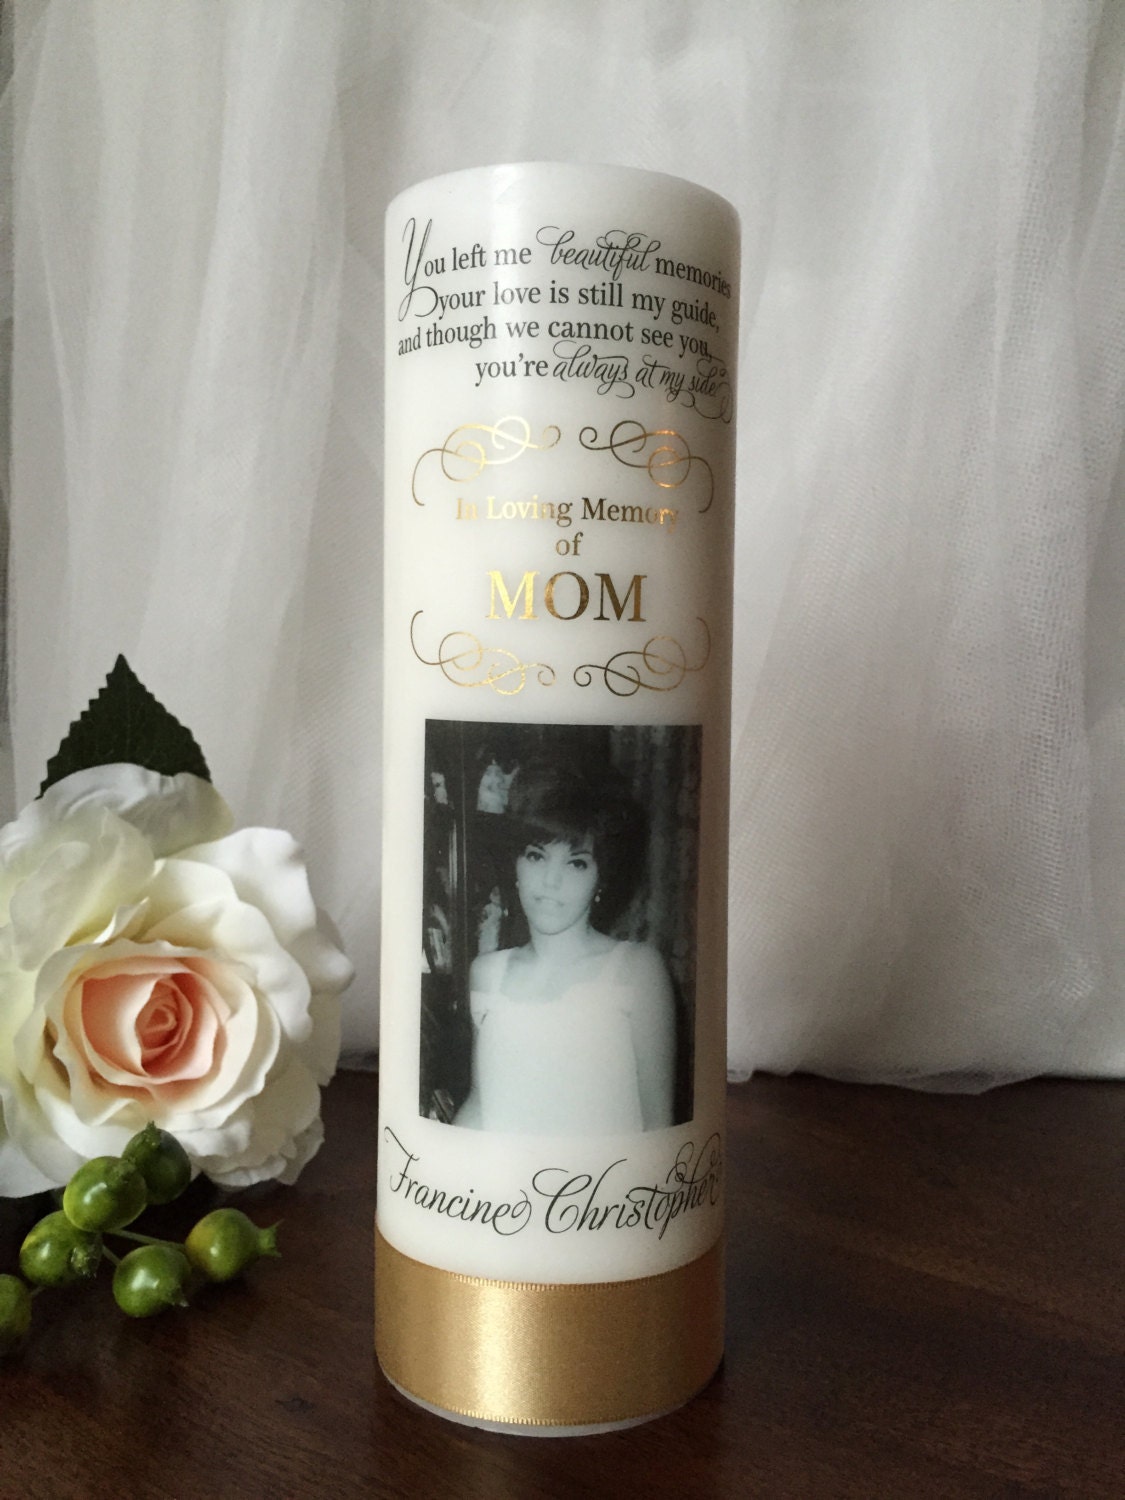 You left me beautiful memories
your love is still my guide,
and though we cannot see you,
you're always at my side.
In Loving Memory
of
MOM
Francine Christopher